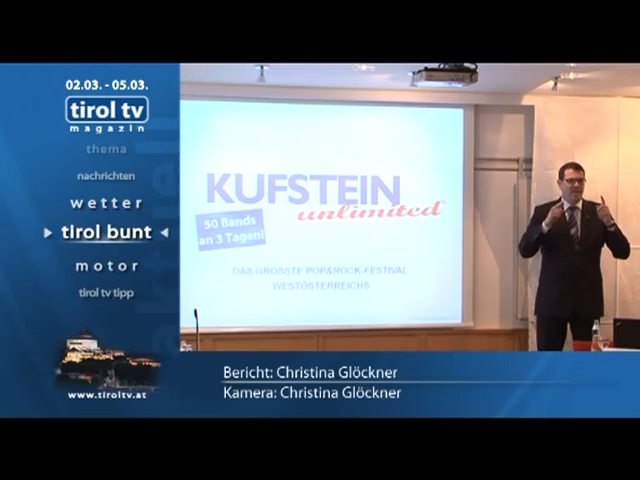 02.03. - 05.03.
tirol tv
magazin
thema
nachrichten
wetter
tirol bunt
motor
tirol tv tipp
www.tiroltv.at
KUFSTEIN
unlimited®
50 Bands
an 3 Tagen!
DAS GRÖSSTE POP&ROCK-FESTIVAL
WESTÖSTERREICHS
Bericht: Christina Glöckner
Kamera: Christina Glöckner